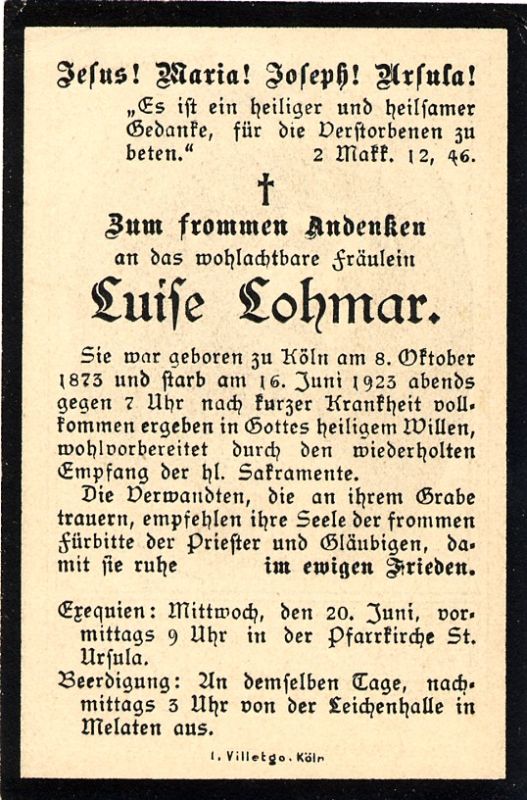 Jesus! Maria! Joseph! Ursula!
„Es ist ein heiliger und heilsamer
Gedanke, für die Verstorbenen zu
beten.“ 2 Makk. 12, 46.
†
Zum frommen Andenken
an das wohlachtbare Fräulein
Luise Lohmar.
Sie war geboren zu Köln am 8. Oktober
1873 und starb am 16. Juni 1923 abends
gegen 7 Uhr nach kurzer Krankheit voll-
kommen ergeben in Gottes heiligem Willen,
wohlvorbereitet durch den wiederholten
Empfang der hl. Sakramente.
Die Verwandten, die an ihrem Grabe
trauern, empfehlen ihre Seele der frommen
Fürbitte der Priester und Gläubigen, da-
mit sie ruhe im ewigen Frieden.
Exequien: Mittwoch, den 20. Juni, vor-
mittags 9 Uhr in der Pfarrkirche St.
Ursula.
Beerdigung: An demselben Tage, nach-
mittags 3 Uhr von der Leichenhalle in
Melaten aus.
I. Villetgo. Köln